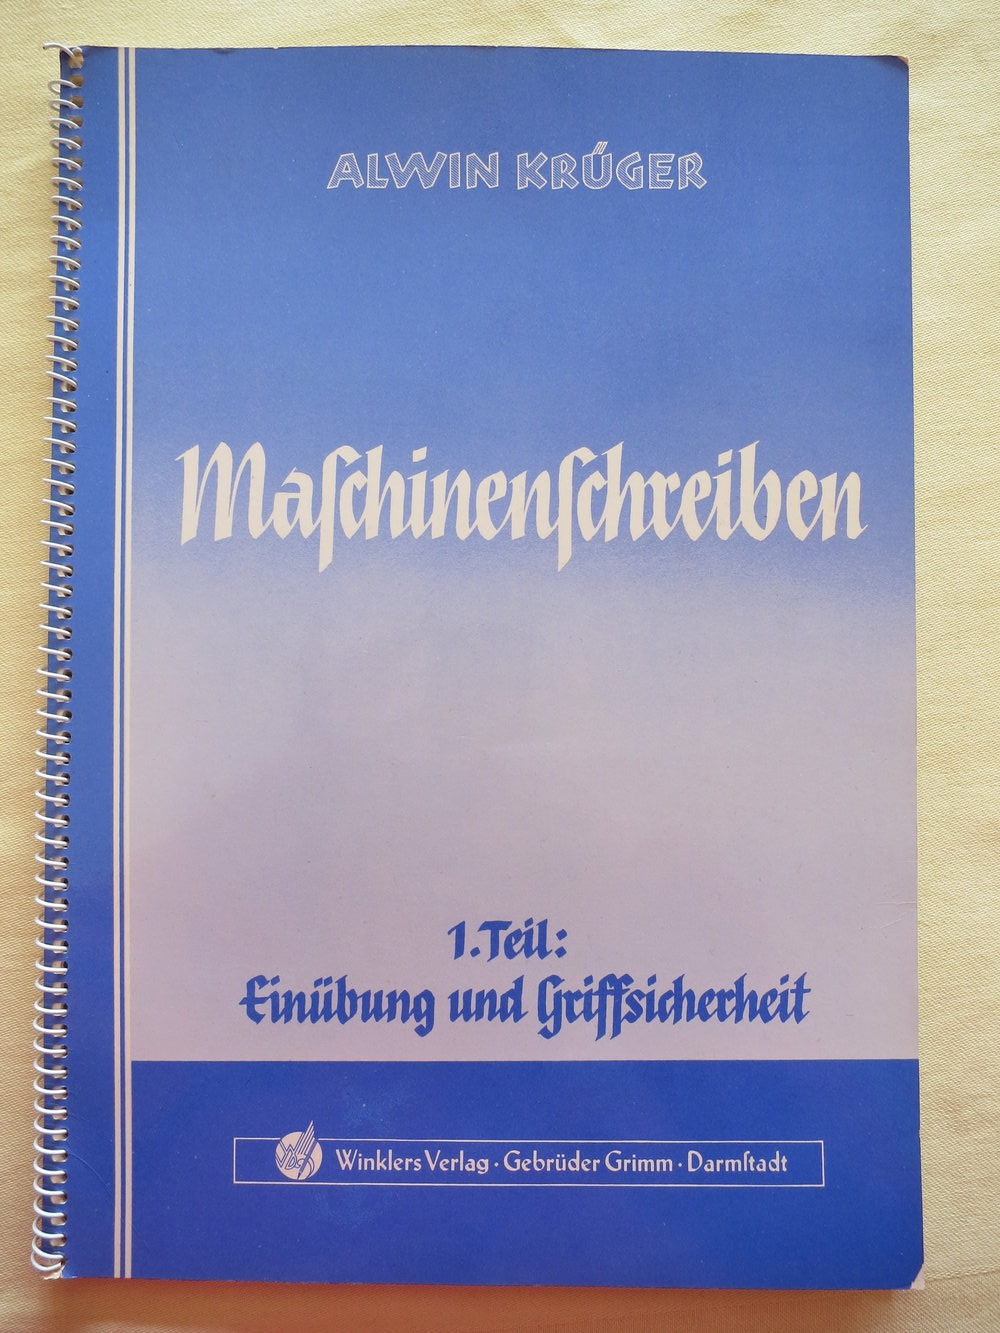 ALWIN KRÜGER
Maſchinenſchreiben
1. Teil:
Einübung und Griffsicherheit
Winklers Verlag · Gebrüder Grimm · Darmſtadt